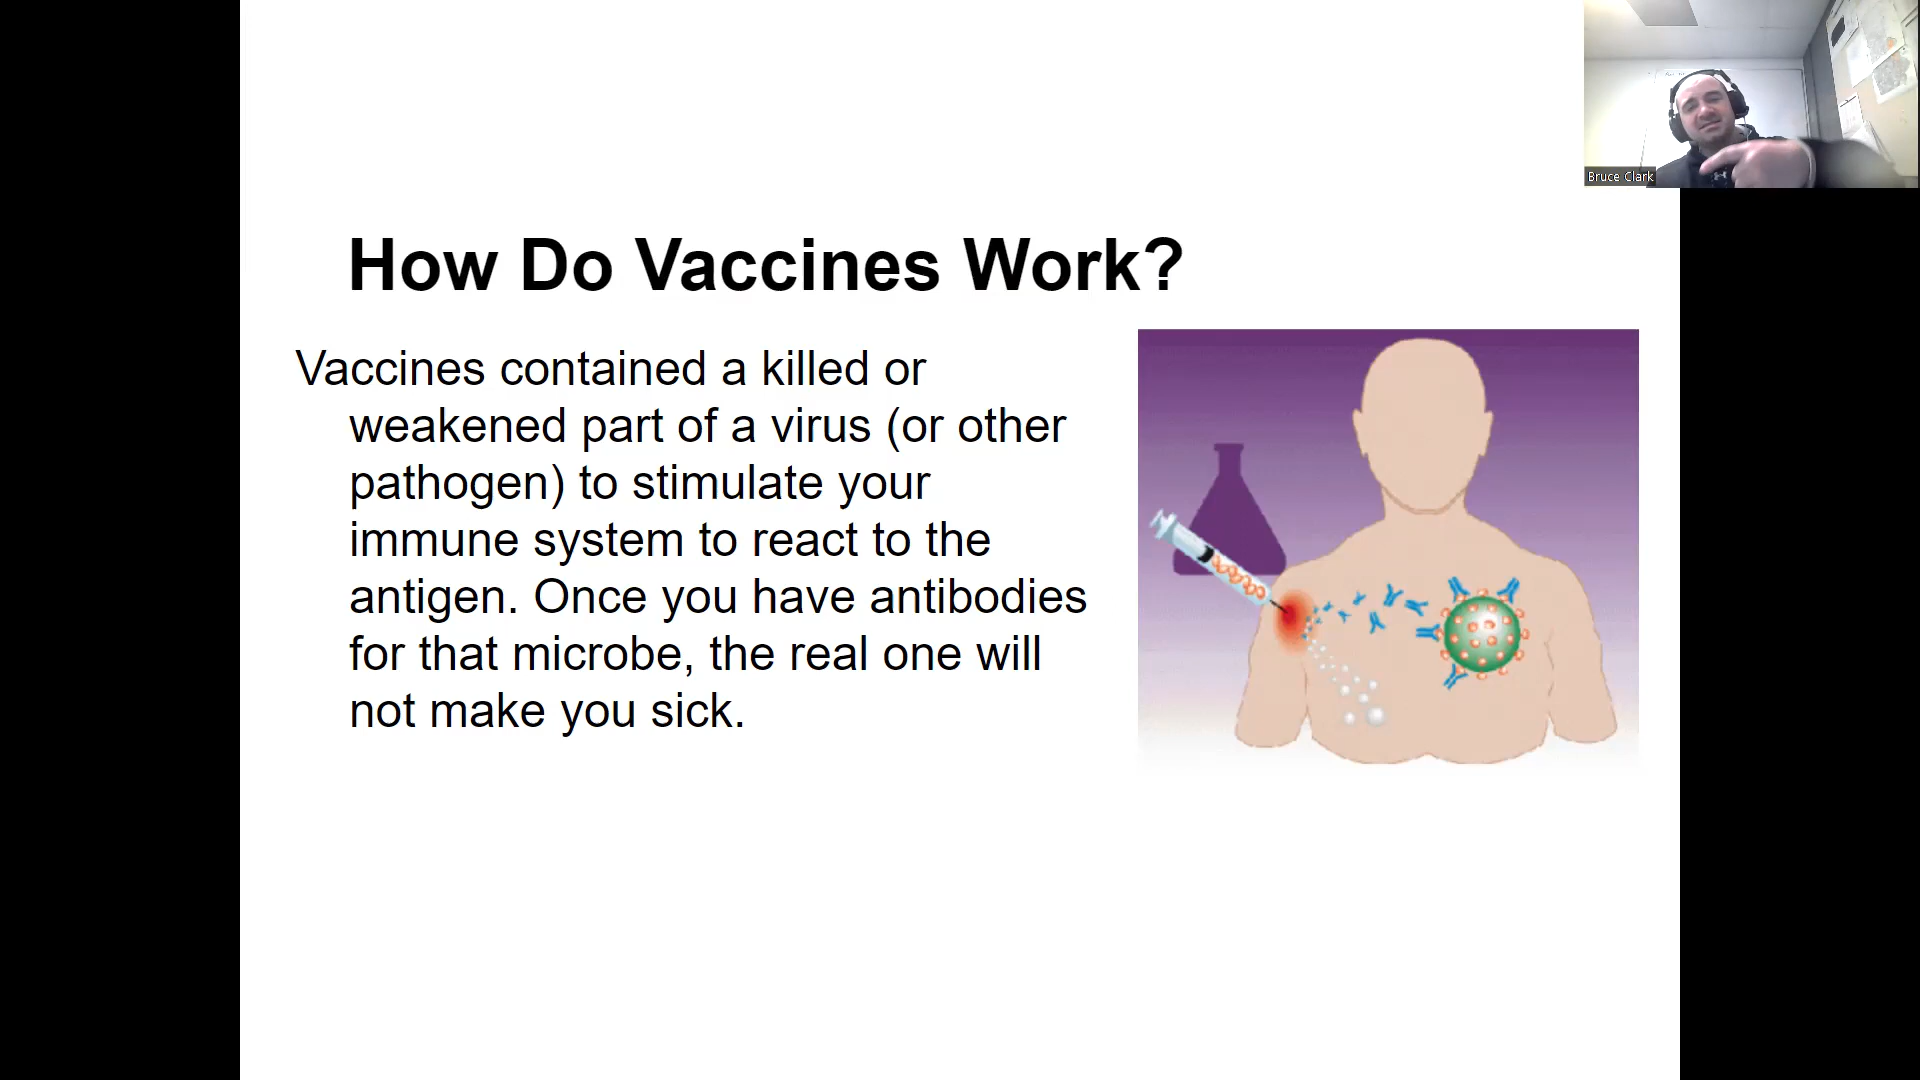 Bruce Clark
How Do Vaccines Work?
Vaccines contained a killed or
weakened part of a virus (or other
pathogen) to stimulate your
immune system to react to the
antigen. Once you have antibodies
for that microbe, the real one will
not make you sick.